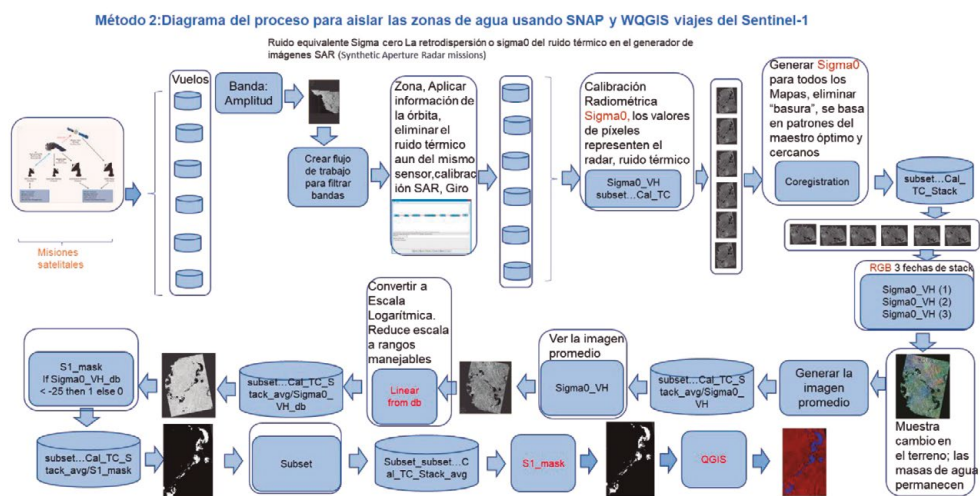 Método 2:Diagrama del proceso para aislar las zonas de agua usando SNAP y WQGIS viajes del Sentinel-1
Ruido equivalente Sigma cero La retrodispersión o sigma0 del ruido térmico en el generador de
imágenes SAR (Synthetic Aperture Radar missions)
Misiones
satelitales
Vuelos
Banda:
Amplitud
Crear flujo
de trabajo
para filtrar
bandas
Zona, Aplicar
información de
la órbita,
eliminar el
ruido térmico
aun del mismo
sensor,calibrac
ión SAR, Giro
Calibración
Radiométrica
Sigma0, los valores
de píxeles
representen el
radar, ruido térmico
Sigma0_VH
subset...Cal_TC
Generar Sigma0
para todos los
Mapas, eliminar
"basura", se basa
en patrones del
maestro óptimo y
cercanos
Coregistration
subset...Cal_
TC_Stack
RGB 3 fechas de stack
Sigma0_VH (1)
Sigma0_VH (2)
Sigma0_VH (3)
Muestra
cambio en
el terreno; las
masas de agua
permanecen
Generar la
imagen
promedio
subset...Cal_TC_S
tack_avg/Sigma0_
VH
Ver la imagen
promedio
Sigma0_VH
Convertir a
Escala
Logarítmica.
Reduce escala
a rangos
manejables
Linear
from db
subset...Cal_TC_S
tack_avg/Sigma0_
VH_db
S1_mask
If Sigma0_VH_db
< -25 then 1 else 0
subset...Cal_TC_S
tack_avg/S1_mask
Subset
Subset_subset...C
al_TC_Stack_avg
S1_mask
QGIS